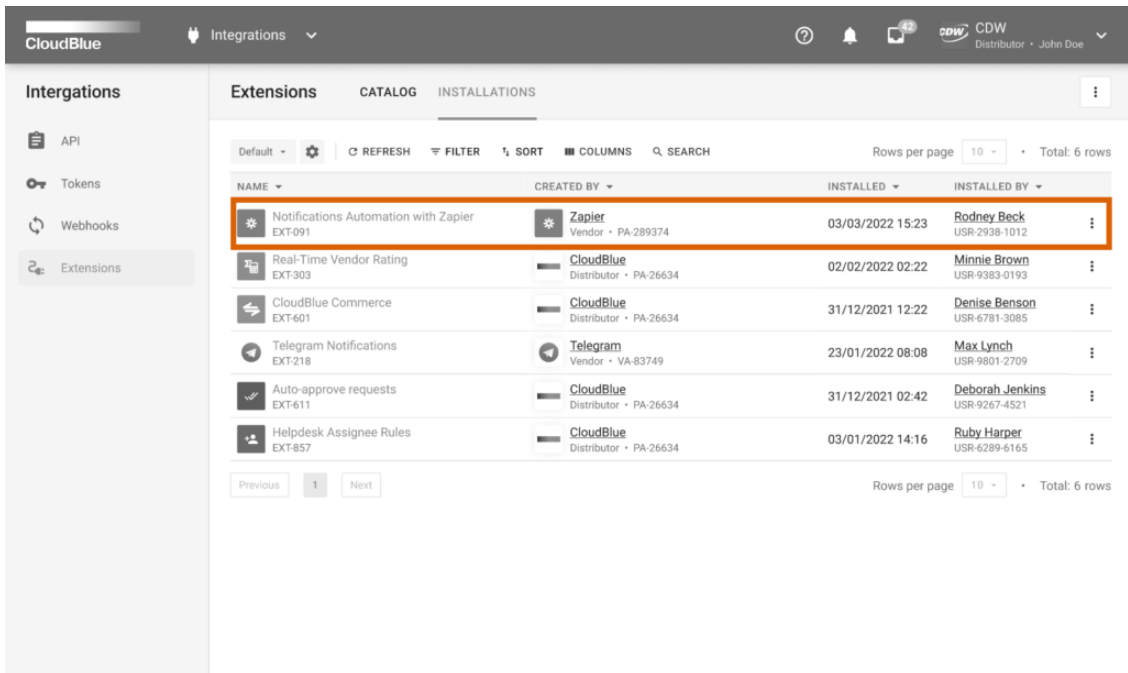 CloudBlue
Integrations
42
CDW
CDW
Distributor • John Doe
Intergations
API
Tokens
Webhooks
Extensions
Extensions CATALOG INSTALLATIONS
Default REFRESH FILTER SORT COLUMNS SEARCH Rows per page 10 • Total: 6 rows
NAME CREATED BY INSTALLED INSTALLED BY
Notifications Automation with Zapier Zapier 03/03/2022 15:23 Rodney Beck
EXT-091 Vendor • PA-289374 USR-2938-1012
Real-Time Vendor Rating CloudBlue 02/02/2022 02:22 Minnie Brown
EXT-303 Distributor • PA-26634 USR-9383-0193
CloudBlue Commerce CloudBlue 31/12/2021 12:22 Denise Benson
EXT-601 Distributor • PA-26634 USR-6781-3085
Telegram Notifications Telegram 23/01/2022 08:08 Max Lynch
EXT-218 Vendor • VA-83749 USR-9801-2709
Auto-approve requests CloudBlue 31/12/2021 02:42 Deborah Jenkins
EXT-611 Distributor • PA-26634 USR-9267-4521
Helpdesk Assignee Rules CloudBlue 03/01/2022 14:16 Ruby Harper
EXT-857 Distributor • PA-26634 USR-6289-6165
Previous 1 Next Rows per page 10 • Total: 6 rows